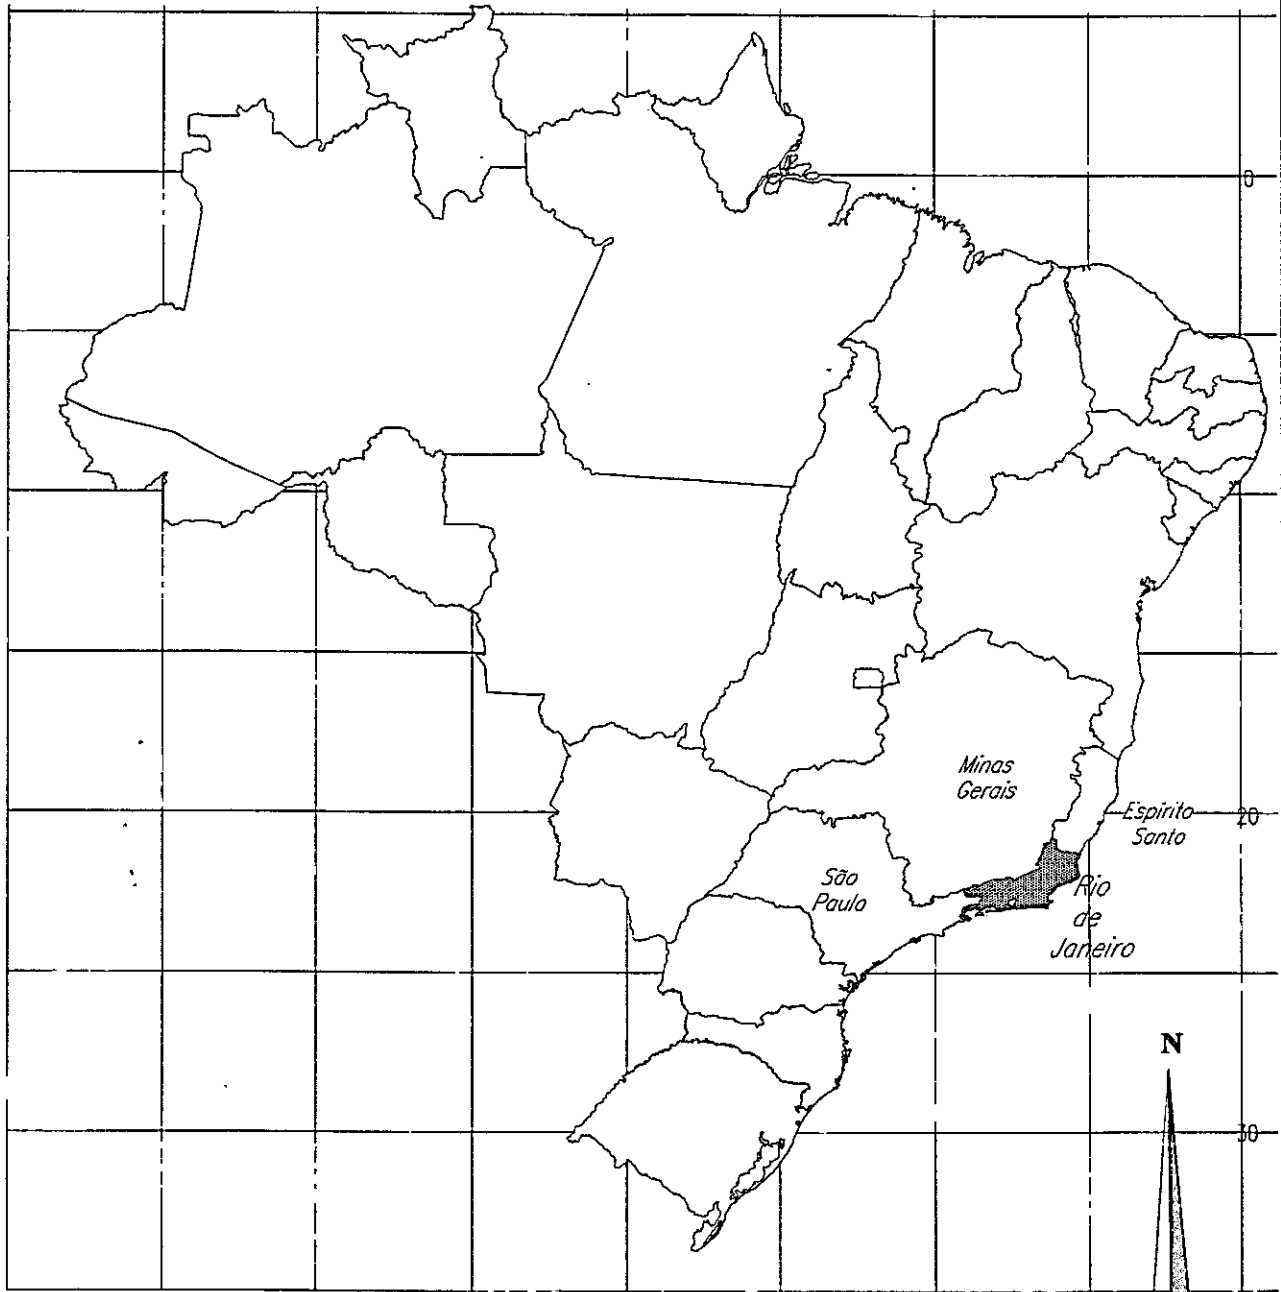 0
Minas
Gerais
Espírito
Santo
20
São
Paulo
Rio
de
Janeiro
N
30